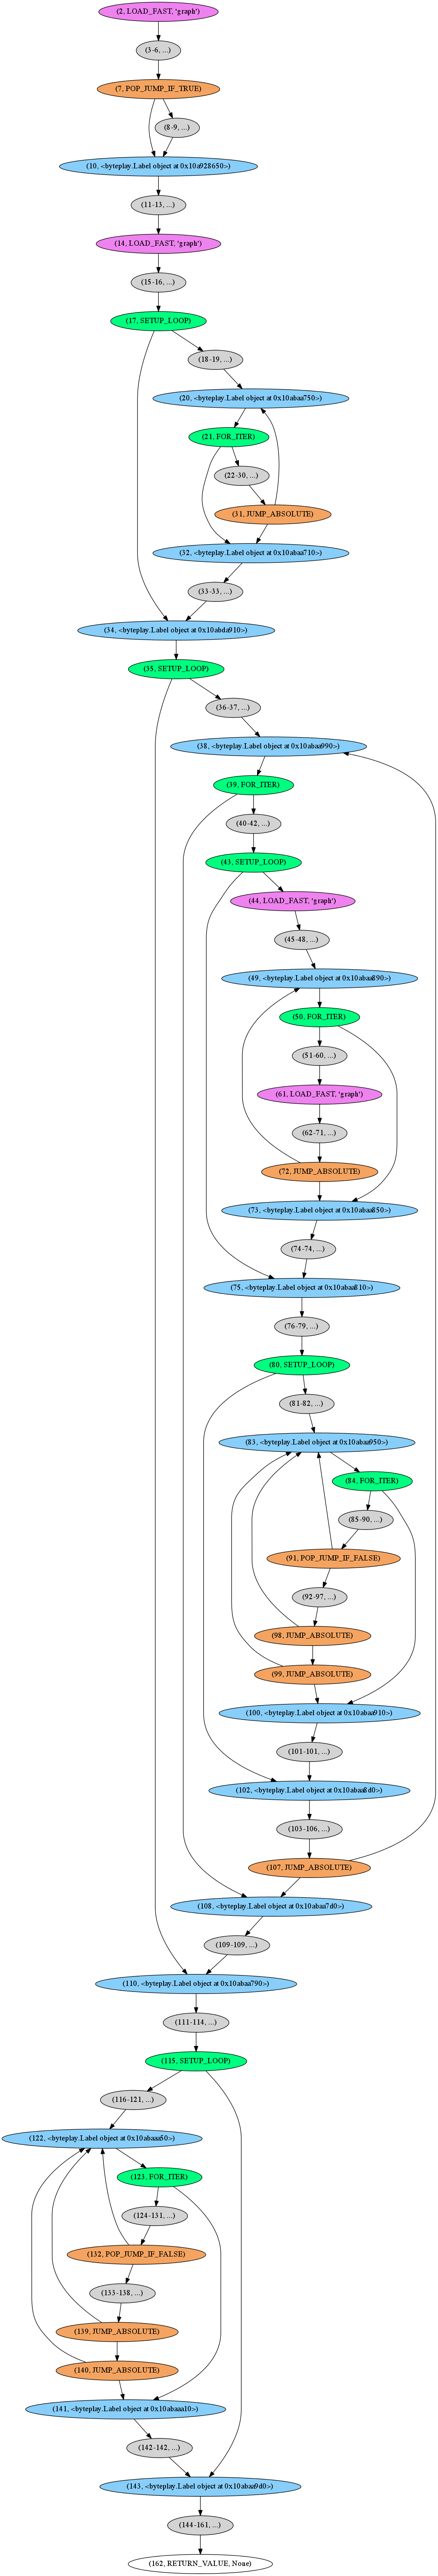 (2, LOAD_FAST, 'graph')
(3-6, ...)
(7, POP_JUMP_IF_TRUE)
(8-9, ...)
(10, <byteplay.Label object at 0x10a928650>)
(11-13, ...)
(14, LOAD_FAST, 'graph')
(15-16, ...)
(17, SETUP_LOOP)
(18-19, ...)
(20, <byteplay.Label object at 0x10abaa750>)
(21, FOR_ITER)
(22-30, ...)
(31, JUMP_ABSOLUTE)
(32, <byteplay.Label object at 0x10abaa710>)
(33-33, ...)
(34, <byteplay.Label object at 0x10abda910>)
(35, SETUP_LOOP)
(36-37, ...)
(38, <byteplay.Label object at 0x10abaa990>)
(39, FOR_ITER)
(40-42, ...)
(43, SETUP_LOOP)
(44, LOAD_FAST, 'graph')
(45-48, ...)
(49, <byteplay.Label object at 0x10abaa890>)
(50, FOR_ITER)
(51-60, ...)
(61, LOAD_FAST, 'graph')
(62-71, ...)
(72, JUMP_ABSOLUTE)
(73, <byteplay.Label object at 0x10abaa850>)
(74-74, ...)
(75, <byteplay.Label object at 0x10abaa810>)
(76-79, ...)
(80, SETUP_LOOP)
(81-82, ...)
(83, <byteplay.Label object at 0x10abaa950>)
(84, FOR_ITER)
(85-90, ...)
(91, POP_JUMP_IF_FALSE)
(92-97, ...)
(98, JUMP_ABSOLUTE)
(99, JUMP_ABSOLUTE)
(100, <byteplay.Label object at 0x10abaa910>)
(101-101, ...)
(102, <byteplay.Label object at 0x10abaa8d0>)
(103-106, ...)
(107, JUMP_ABSOLUTE)
(108, <byteplay.Label object at 0x10abaa7d0>)
(109-109, ...)
(110, <byteplay.Label object at 0x10abaa790>)
(111-114, ...)
(115, SETUP_LOOP)
(116-121, ...)
(122, <byteplay.Label object at 0x10abaaa50>)
(123, FOR_ITER)
(124-131, ...)
(132, POP_JUMP_IF_FALSE)
(133-138, ...)
(139, JUMP_ABSOLUTE)
(140, JUMP_ABSOLUTE)
(141, <byteplay.Label object at 0x10abaaa10>)
(142-142, ...)
(143, <byteplay.Label object at 0x10abaa9d0>)
(144-161, ...)
(162, RETURN_VALUE, None)